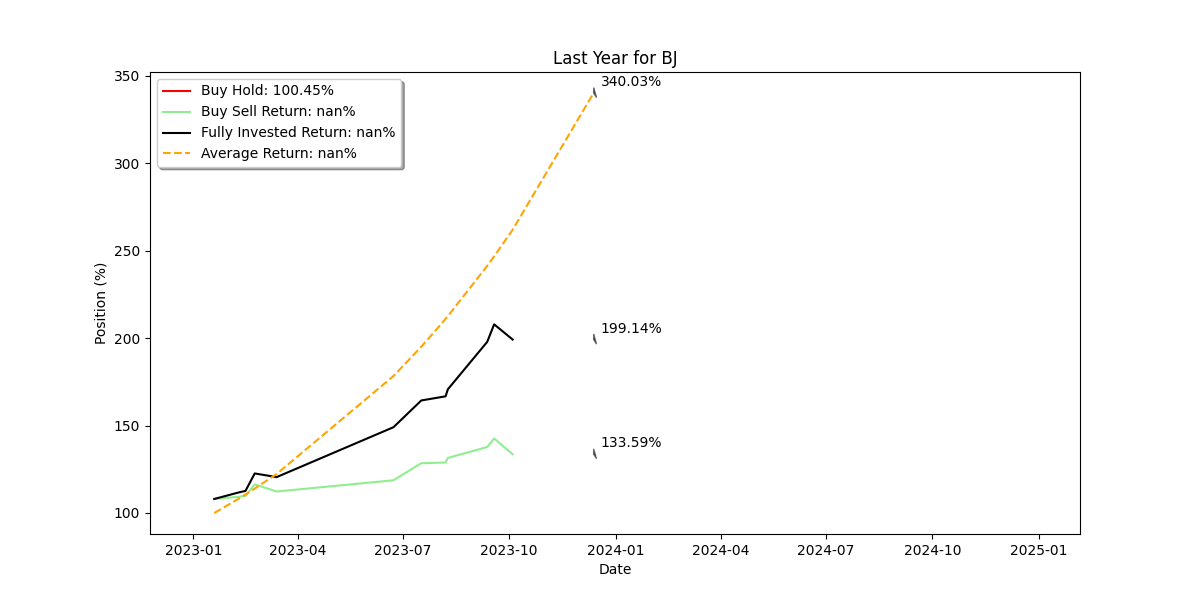 Last Year for BJ
Buy Hold: 100.45%
Buy Sell Return: nan%
Fully Invested Return: nan%
Average Return: nan%
340.03%
199.14%
133.59%
350
300
250
200
150
100
Position (%)
2023-01 2023-04 2023-07 2023-10 2024-01 2024-04 2024-07 2024-10 2025-01
Date